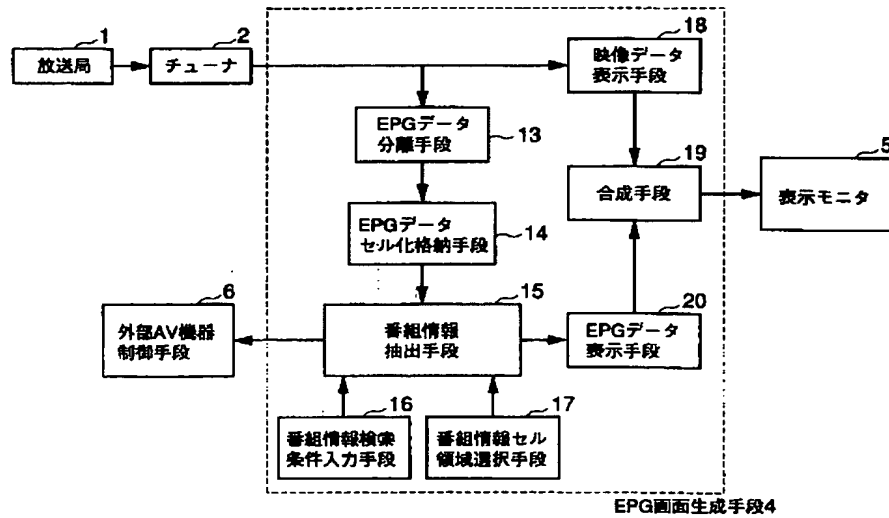 1
放送局
2
チューナ
18
映像データ
表示手段
EPGデータ
分離手段
13
19
合成手段
5
表示モニタ
EPGデータ
セル化格納手段
14
6
外部AV機器
制御手段
15
番組情報
抽出手段
20
EPGデータ
表示手段
16
番組情報検索
条件入力手段
17
番組情報セル
領域選択手段
EPG画面生成手段4